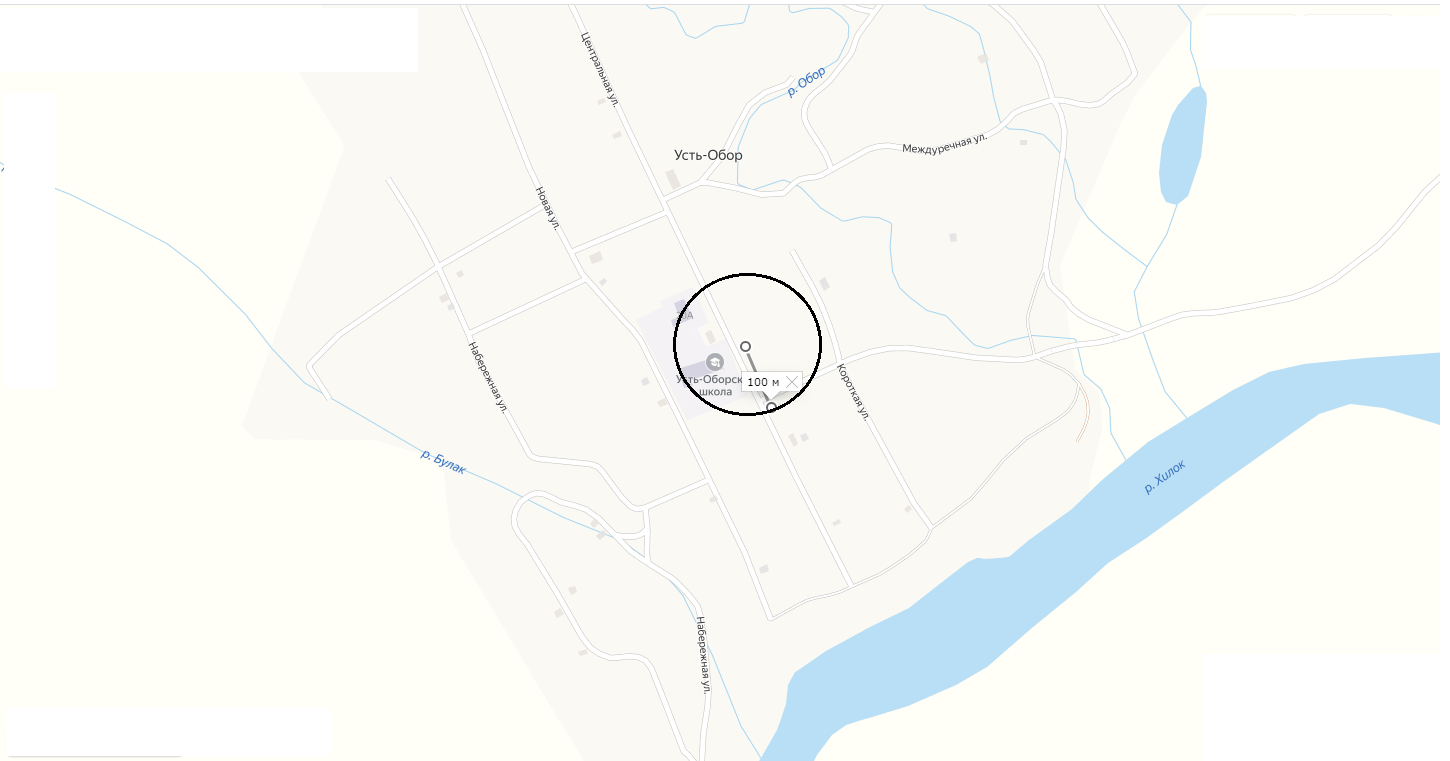 Центральная ул.
р. Обор
Междуречная ул.
Усть-Обор
Новая ул.
Набережная ул.
Усть-Оборск
школа
100 м
Короткая ул.
р. Булак
р. Хилок
Набережная ул.